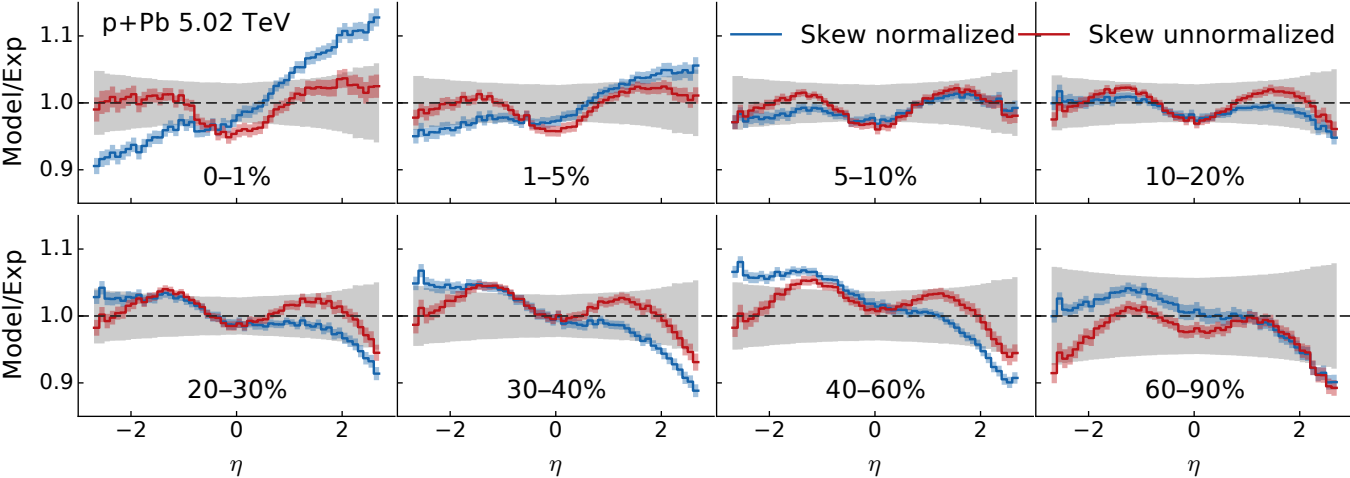 p+Pb 5.02 TeV
Skew normalized
Skew unnormalized
Model/Exp
1.1
1.0
0.9
0–1%
1–5%
5–10%
10–20%
Model/Exp
1.1
1.0
0.9
20–30%
30–40%
40–60%
60–90%
−2 0 2
−2 0 2
−2 0 2
−2 0 2
η
η
η
η